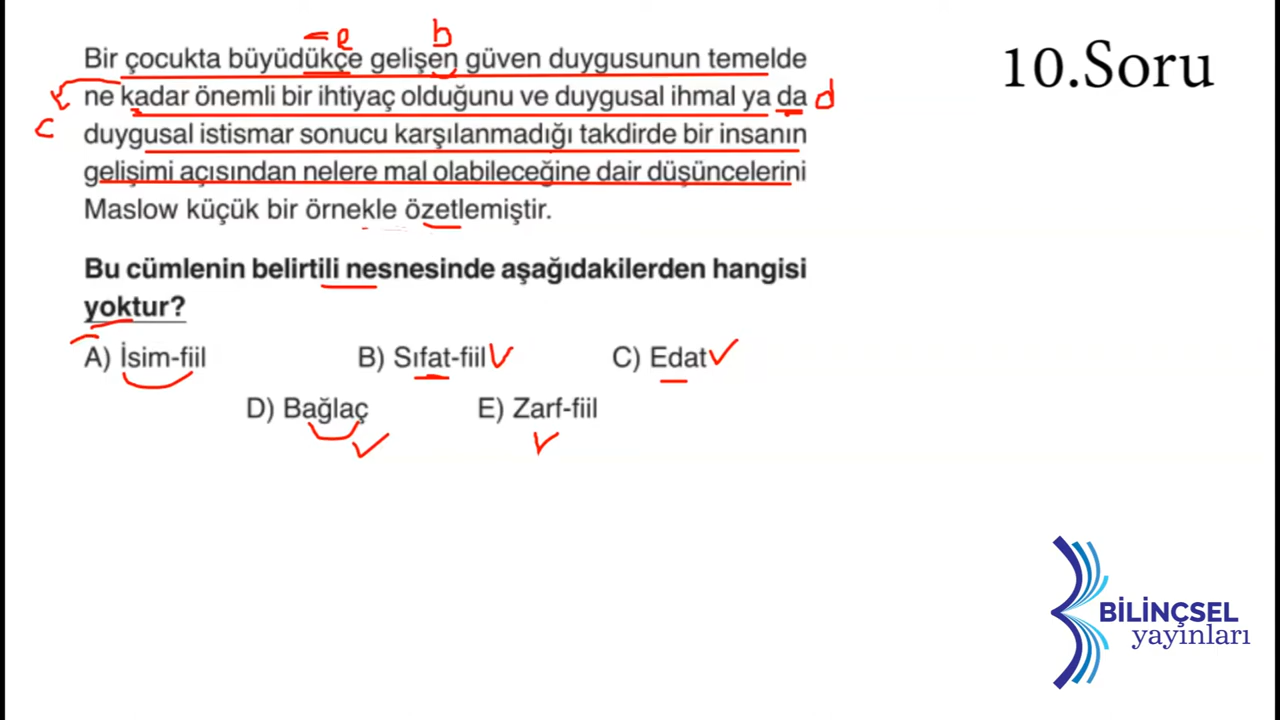 e b
Bir çocukta büyüdükçe gelişen güven duygusunun temelde
ne kadar önemli bir ihtiyaç olduğunu ve duygusal ihmal ya da d
c duygusal istismar sonucu karşılanmadığı takdirde bir insanın
gelişimi açısından nelere mal olabileceğine dair düşüncelerini
Maslow küçük bir örnekle özetlemiştir.
Bu cümlenin belirtili nesnesinde aşağıdakilerden hangisi
yoktur?
A) İsim-fiil B) Sıfat-fiil C) Edat
D) Bağlaç E) Zarf-fiil
10.Soru
BİLİNÇSEL
yayınları